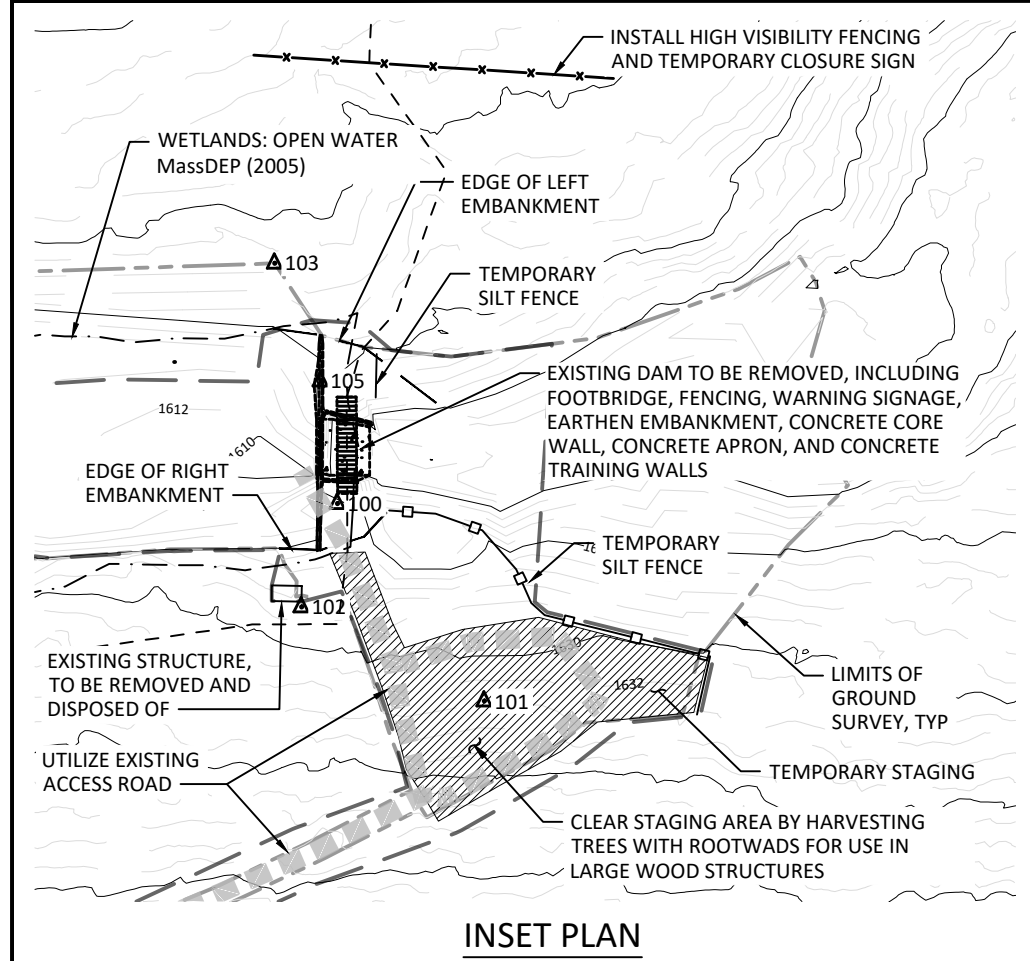 INSTALL HIGH VISIBILITY FENCING
AND TEMPORARY CLOSURE SIGN
WETLANDS: OPEN WATER
MassDEP (2005)
EDGE OF LEFT
EMBANKMENT
103
TEMPORARY
SILT FENCE
105
EXISTING DAM TO BE REMOVED, INCLUDING
FOOTBRIDGE, FENCING, WARNING SIGNAGE,
EARTHEN EMBANKMENT, CONCRETE CORE
WALL, CONCRETE APRON, AND CONCRETE
TRAINING WALLS
1612
1610
EDGE OF RIGHT
EMBANKMENT
100
TEMPORARY
SILT FENCE
102
EXISTING STRUCTURE,
TO BE REMOVED AND
DISPOSED OF
1630
1632
101
LIMITS OF
GROUND
SURVEY, TYP
UTILIZE EXISTING
ACCESS ROAD
TEMPORARY STAGING
CLEAR STAGING AREA BY HARVESTING
TREES WITH ROOTWADS FOR USE IN
LARGE WOOD STRUCTURES
INSET PLAN